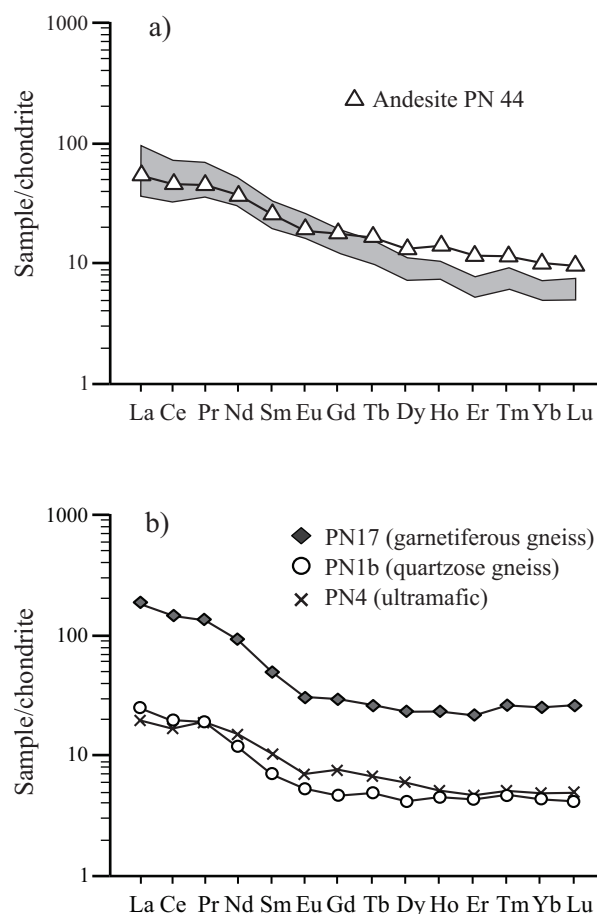 a)
1000
100
10
1
Sample/chondrite
Andesite PN 44
La Ce Pr Nd Sm Eu Gd Tb Dy Ho Er Tm Yb Lu
b)
1000
100
10
1
Sample/chondrite
PN17 (garnetiferous gneiss)
PN1b (quartzose gneiss)
PN4 (ultramafic)
La Ce Pr Nd Sm Eu Gd Tb Dy Ho Er Tm Yb Lu